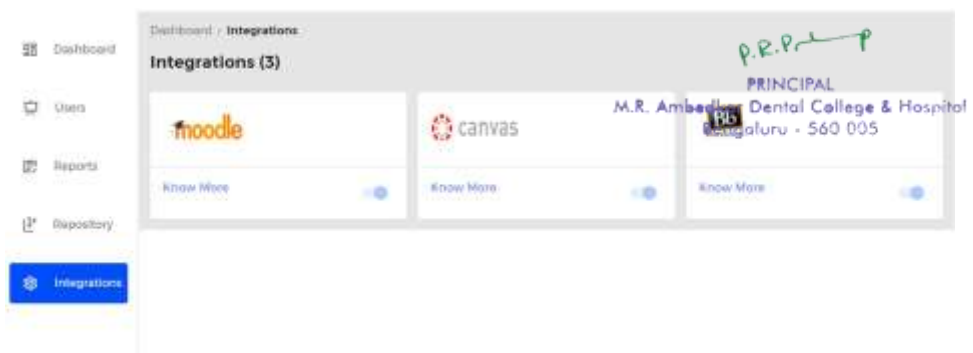 Dashboard
Users
Reports
Repository
Integrations
Dashboard / Integrations
Integrations (3)
P.R.P
PRINCIPAL
M.R. Ambedkar Dental College & Hospital
Bengaluru - 560 005
moodle
Know More
canvas
Know More
Bb
Know More